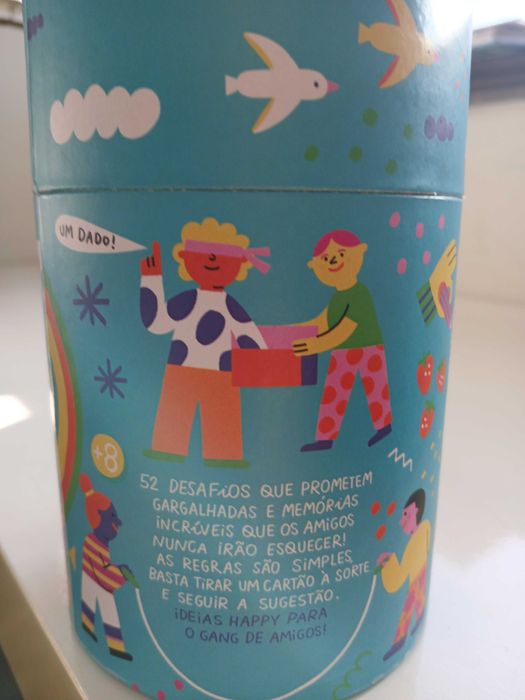 UM DADO!
+8
52 DESAFIOS QUE PROMETEM
GARGALHADAS E MEMÓRIAS
INCRÍVEIS QUE OS AMIGOS
NUNCA IRÃO ESQUECER!
AS REGRAS SÃO SIMPLES,
BASTA TIRAR UM CARTÃO À SORTE
E SEGUIR A SUGESTÃO.
IDEIAS HAPPY PARA
O GANG DE AMIGOS!